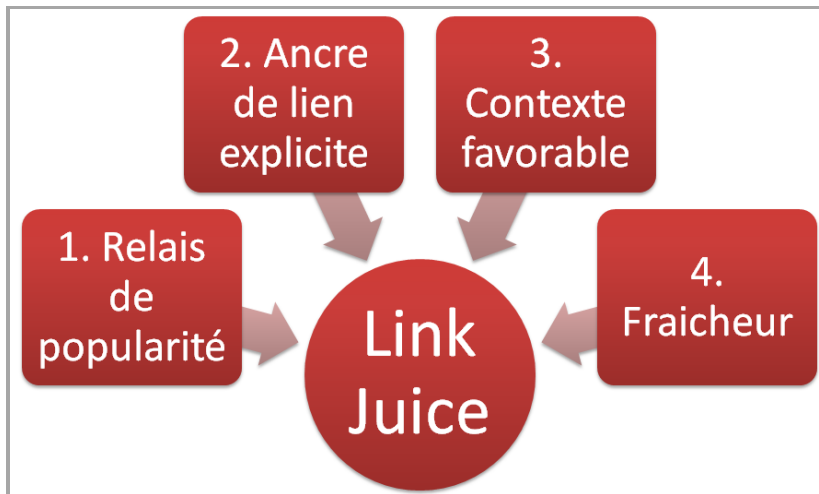 1. Relais
de
popularité
2. Ancre
de lien
explicite
3.
Contexte
favorable
4.
Fraicheur
Link
Juice